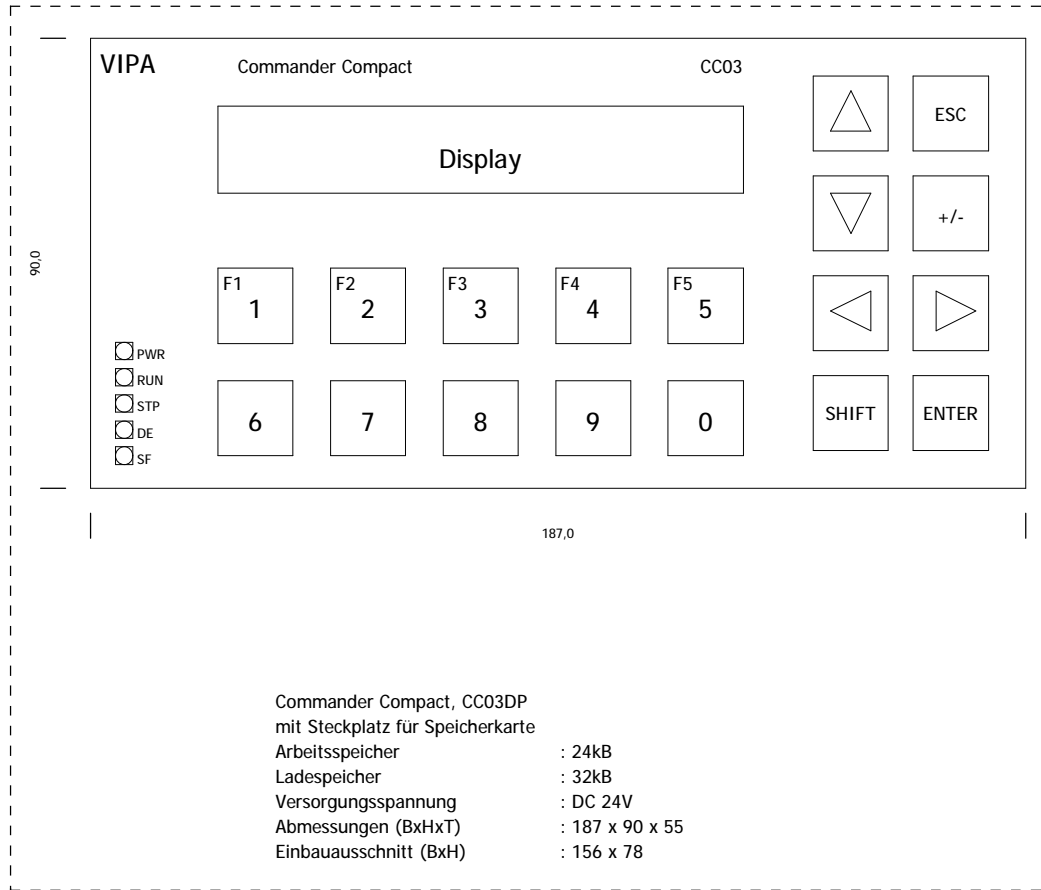 VIPA Commander Compact CC03
ESC
Display
+/-
90,0
F1 F2 F3 F4 F5
1 2 3 4 5
PWR
RUN
STP
DE
SF
6 7 8 9 0
SHIFT ENTER
187,0
Commander Compact, CC03DP
mit Steckplatz für Speicherkarte
Arbeitsspeicher : 24kB
Ladespeicher : 32kB
Versorgungsspannung : DC 24V
Abmessungen (BxHxT) : 187 x 90 x 55
Einbauausschnitt (BxH) : 156 x 78